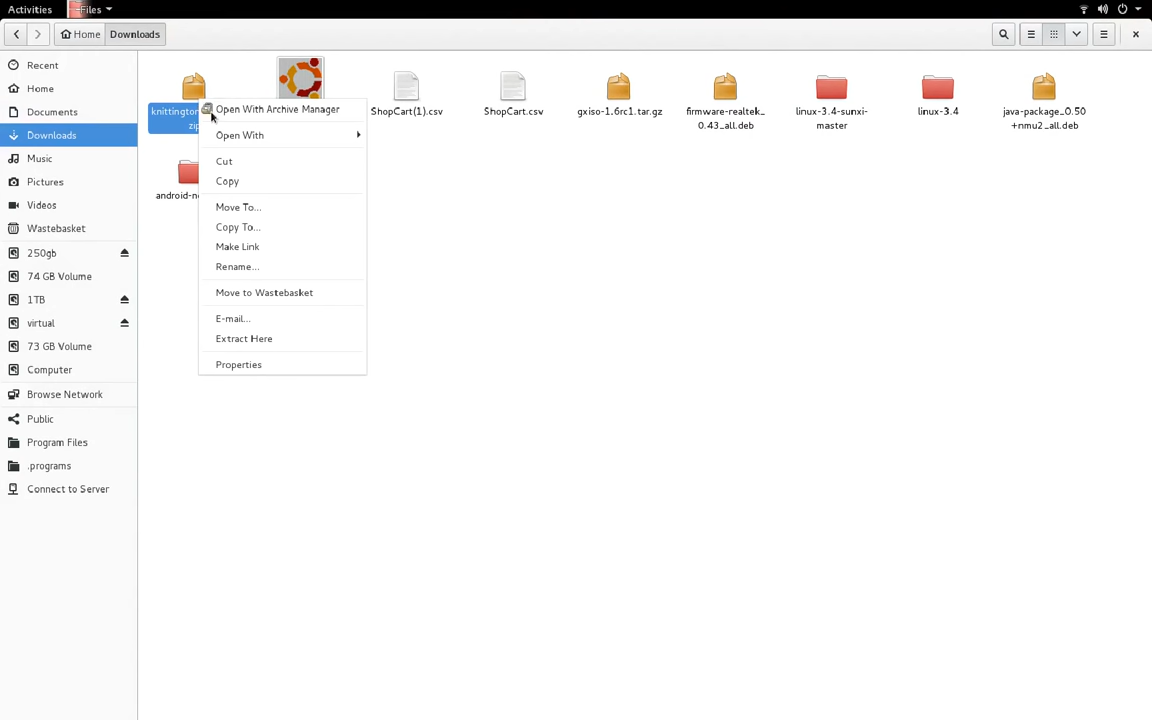 Activities Files
Home Downloads
Recent
Home
Documents
Downloads
Music
Pictures
Videos
Wastebasket
250gb
74 GB Volume
1TB
virtual
73 GB Volume
Computer
Browse Network
Public
Program Files
.programs
Connect to Server
knittington
zip
ShopCart(1).csv
ShopCart.csv
gxiso-1.6rc1.tar.gz
firmware-realtek_
0.43_all.deb
linux-3.4-sunxi-
master
linux-3.4
java-package_0.50
+nmu2_all.deb
Open With Archive Manager
Open With
Cut
Copy
Move To...
Copy To...
Make Link
Rename...
Move to Wastebasket
E-mail...
Extract Here
Properties